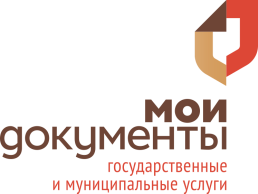 мои
документы
государственные
и муниципальные услуги